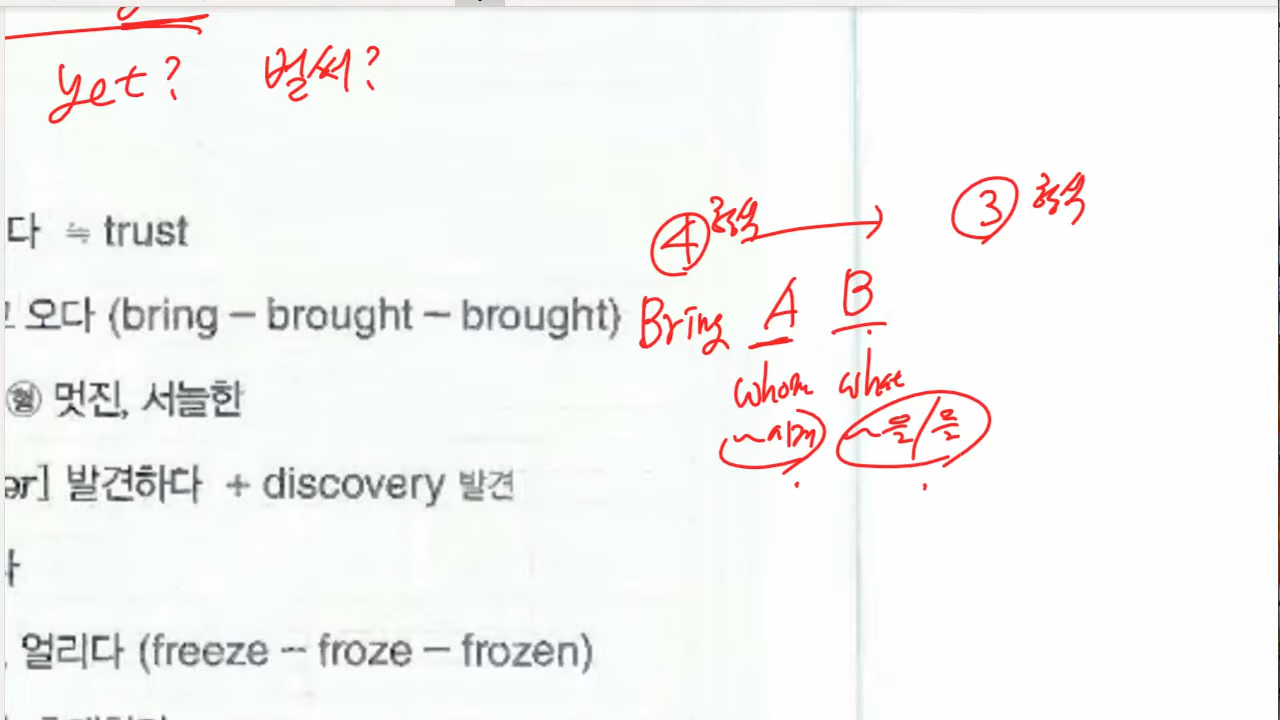 yet? 벌써?
다 ≒ trust
④ 형식 → ③ 형식
오다 (bring – brought – brought)
Bring A B
whom what
㉻ 멋진, 서늘한
~에게 ~을/를
ər] 발견하다 + discovery 발견
얼리다 (freeze – froze – frozen)